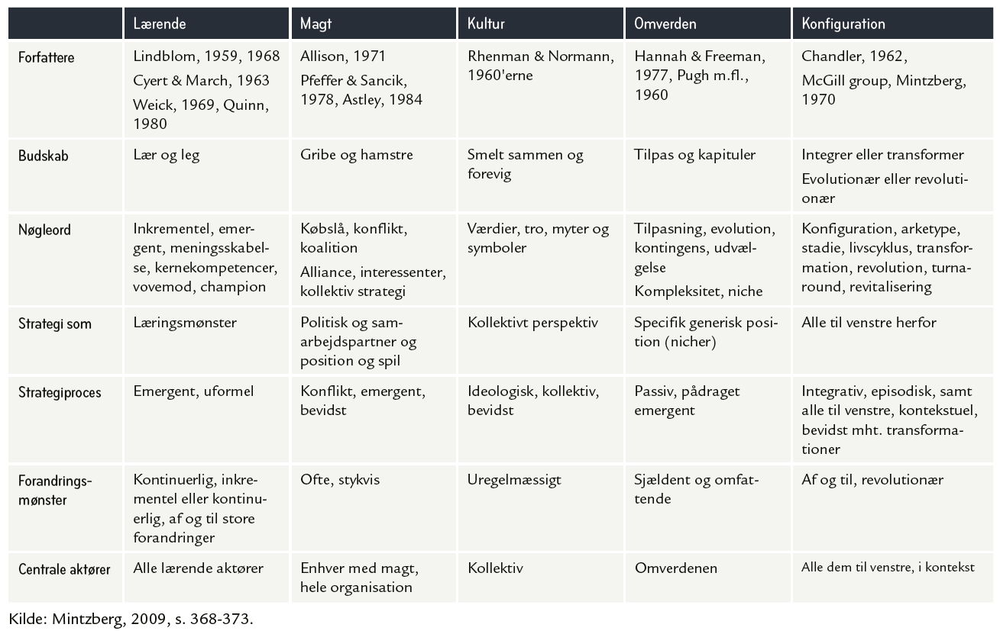 Lærende Magt Kultur Omverden Konfiguration
Forfattere
Lindblom, 1959, 1968
Cyert & March, 1963
Weick, 1969, Quinn,
1980
Allison, 1971
Pfeffer & Sancik,
1978, Astley, 1984
Rhenman & Normann,
1960'erne
Hannah & Freeman,
1977, Pugh m.fl.,
1960
Chandler, 1962,
McGill group, Mintzberg,
1970
Budskab
Lær og leg
Gribe og hamstre
Smelt sammen og
forevig
Tilpas og kapituler
Integrer eller transformer
Evolutionær eller revoluti-
onær
Nøgleord
Inkrementel, emer-
gent, meningsskabel-
se, kernekompetencer,
vovemod, champion
Købslå, konflikt,
koalition
Alliance, interessenter,
kollektiv strategi
Værdier, tro, myter og
symboler
Tilpasning, evolution,
kontingens, udvæl-
gelse
Kompleksitet, niche
Konfiguration, arketype,
stadie, livscyklus, transfor-
mation, revolution, turna-
round, revitalisering
Strategi som
Læringsmønster
Politisk og sam-
arbejdspartner og
position og spil
Kollektivt perspektiv
Specifik generisk posi-
tion (nicher)
Alle til venstre herfor
Strategiproces
Emergent, uformel
Konflikt, emergent,
bevidst
Ideologisk, kollektiv,
bevidst
Passiv, pådraget
emergent
Integrativ, episodisk, samt
alle til venstre, kontekstuel,
bevidst mht. transforma-
tioner
Forandrings-
mønster
Kontinuerlig, inkre-
mentel eller kontinu-
erlig, af og til store
forandringer
Ofte, stykvis
Uregelmæssigt
Sjældent og omfat-
tende
Af og til, revolutionær
Centrale aktører
Alle lærende aktører
Enhver med magt,
hele organisation
Kollektiv
Omverdenen
Alle dem til venstre, i kontekst
Kilde: Mintzberg, 2009, s. 368-373.